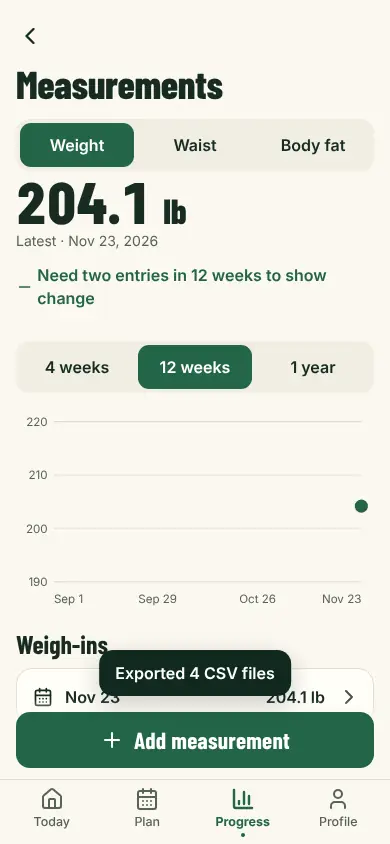 Measurements
Weight Waist Body fat
204.1 lb
Latest · Nov 23, 2026
Need two entries in 12 weeks to show
change
4 weeks 12 weeks 1 year
220
210
200
190
Sep 1 Sep 29 Oct 26 Nov 23
Weigh-ins
Exported 4 CSV files
Nov 23 204.1 lb
Add measurement
Today Plan Progress Profile